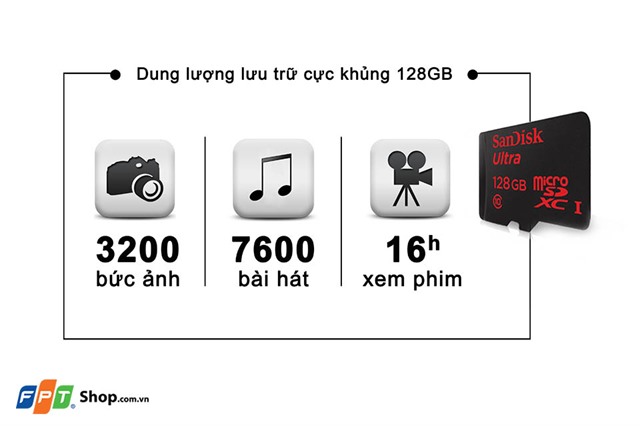 Dung lượng lưu trữ cực khủng 128GB
SanDisk
Ultra
128GB micro SD XC I
10
3200
bức ảnh
7600
bài hát
16h
xem phim
FPT Shop.com.vn